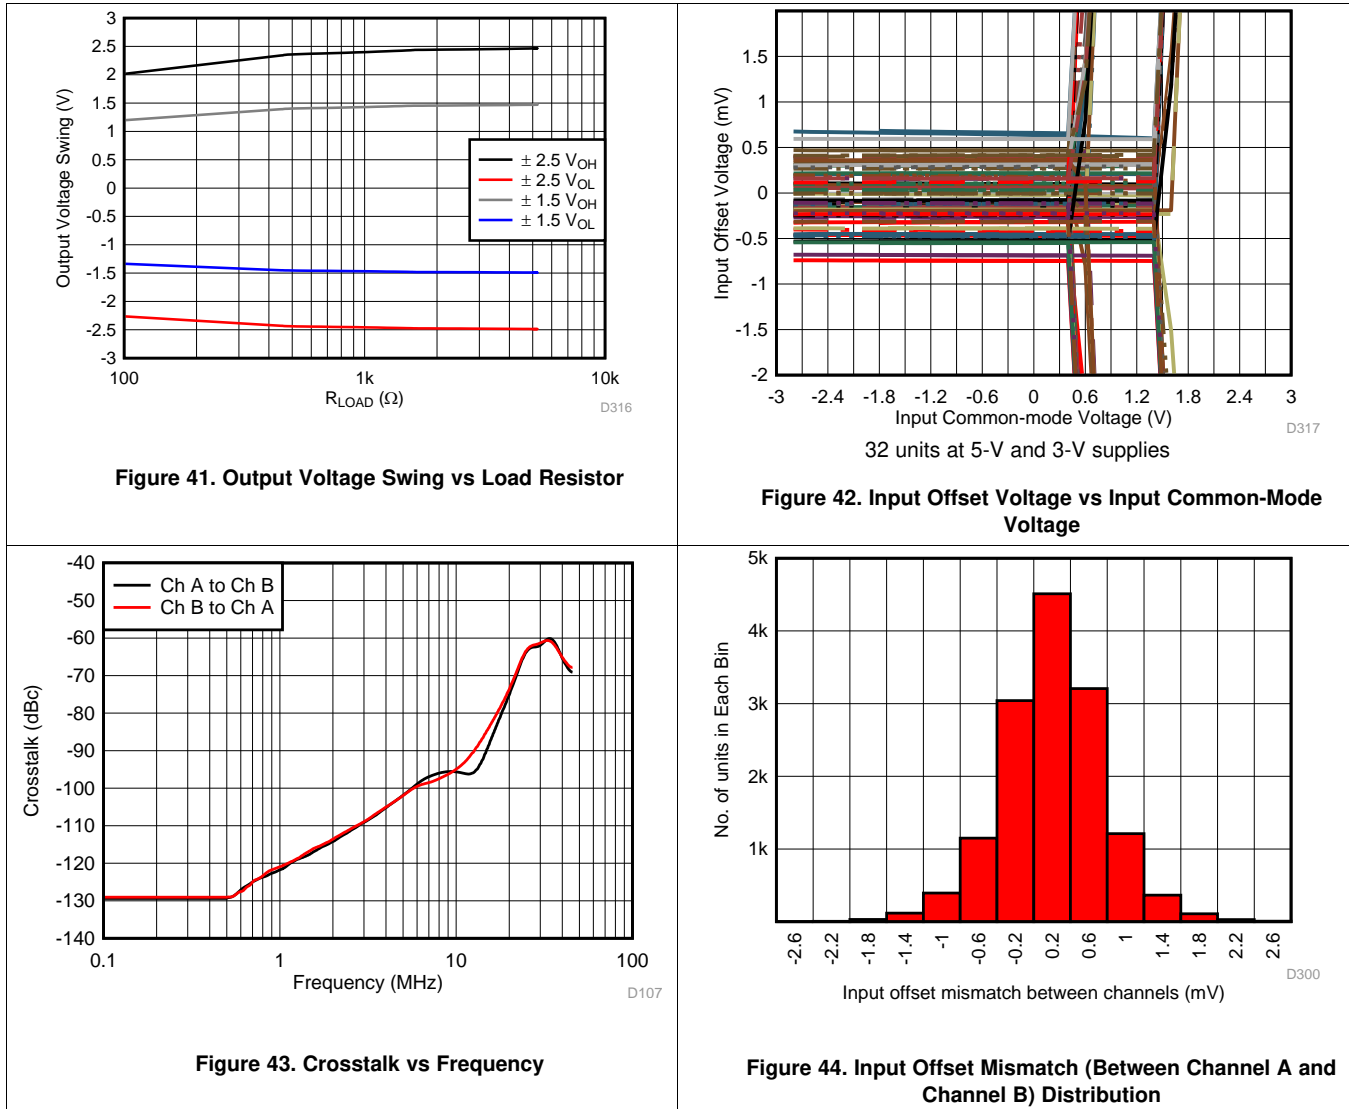 3
2.5
2
1.5
1
0.5
0
-0.5
-1
-1.5
-2
-2.5
-3
Output Voltage Swing (V)
± 2.5 VOH
± 2.5 VOL
± 1.5 VOH
± 1.5 VOL
100 1k 10k
RLOAD (Ω)
D316
Figure 41. Output Voltage Swing vs Load Resistor
1.5
1
0.5
0
-0.5
-1
-1.5
-2
Input Offset Voltage (mV)
-3 -2.4 -1.8 -1.2 -0.6 0 0.6 1.2 1.8 2.4 3
Input Common-mode Voltage (V)
D317
32 units at 5-V and 3-V supplies
Figure 42. Input Offset Voltage vs Input Common-Mode
Voltage
-40
-50
-60
-70
-80
-90
-100
-110
-120
-130
-140
Crosstalk (dBc)
Ch A to Ch B
Ch B to Ch A
0.1 1 10 100
Frequency (MHz)
D107
Figure 43. Crosstalk vs Frequency
5k
4k
3k
2k
1k
No. of units in Each Bin
-2.6 -2.2 -1.8 -1.4 -1 -0.6 -0.2 0.2 0.6 1 1.4 1.8 2.2 2.6
D300
Input offset mismatch between channels (mV)
Figure 44. Input Offset Mismatch (Between Channel A and
Channel B) Distribution